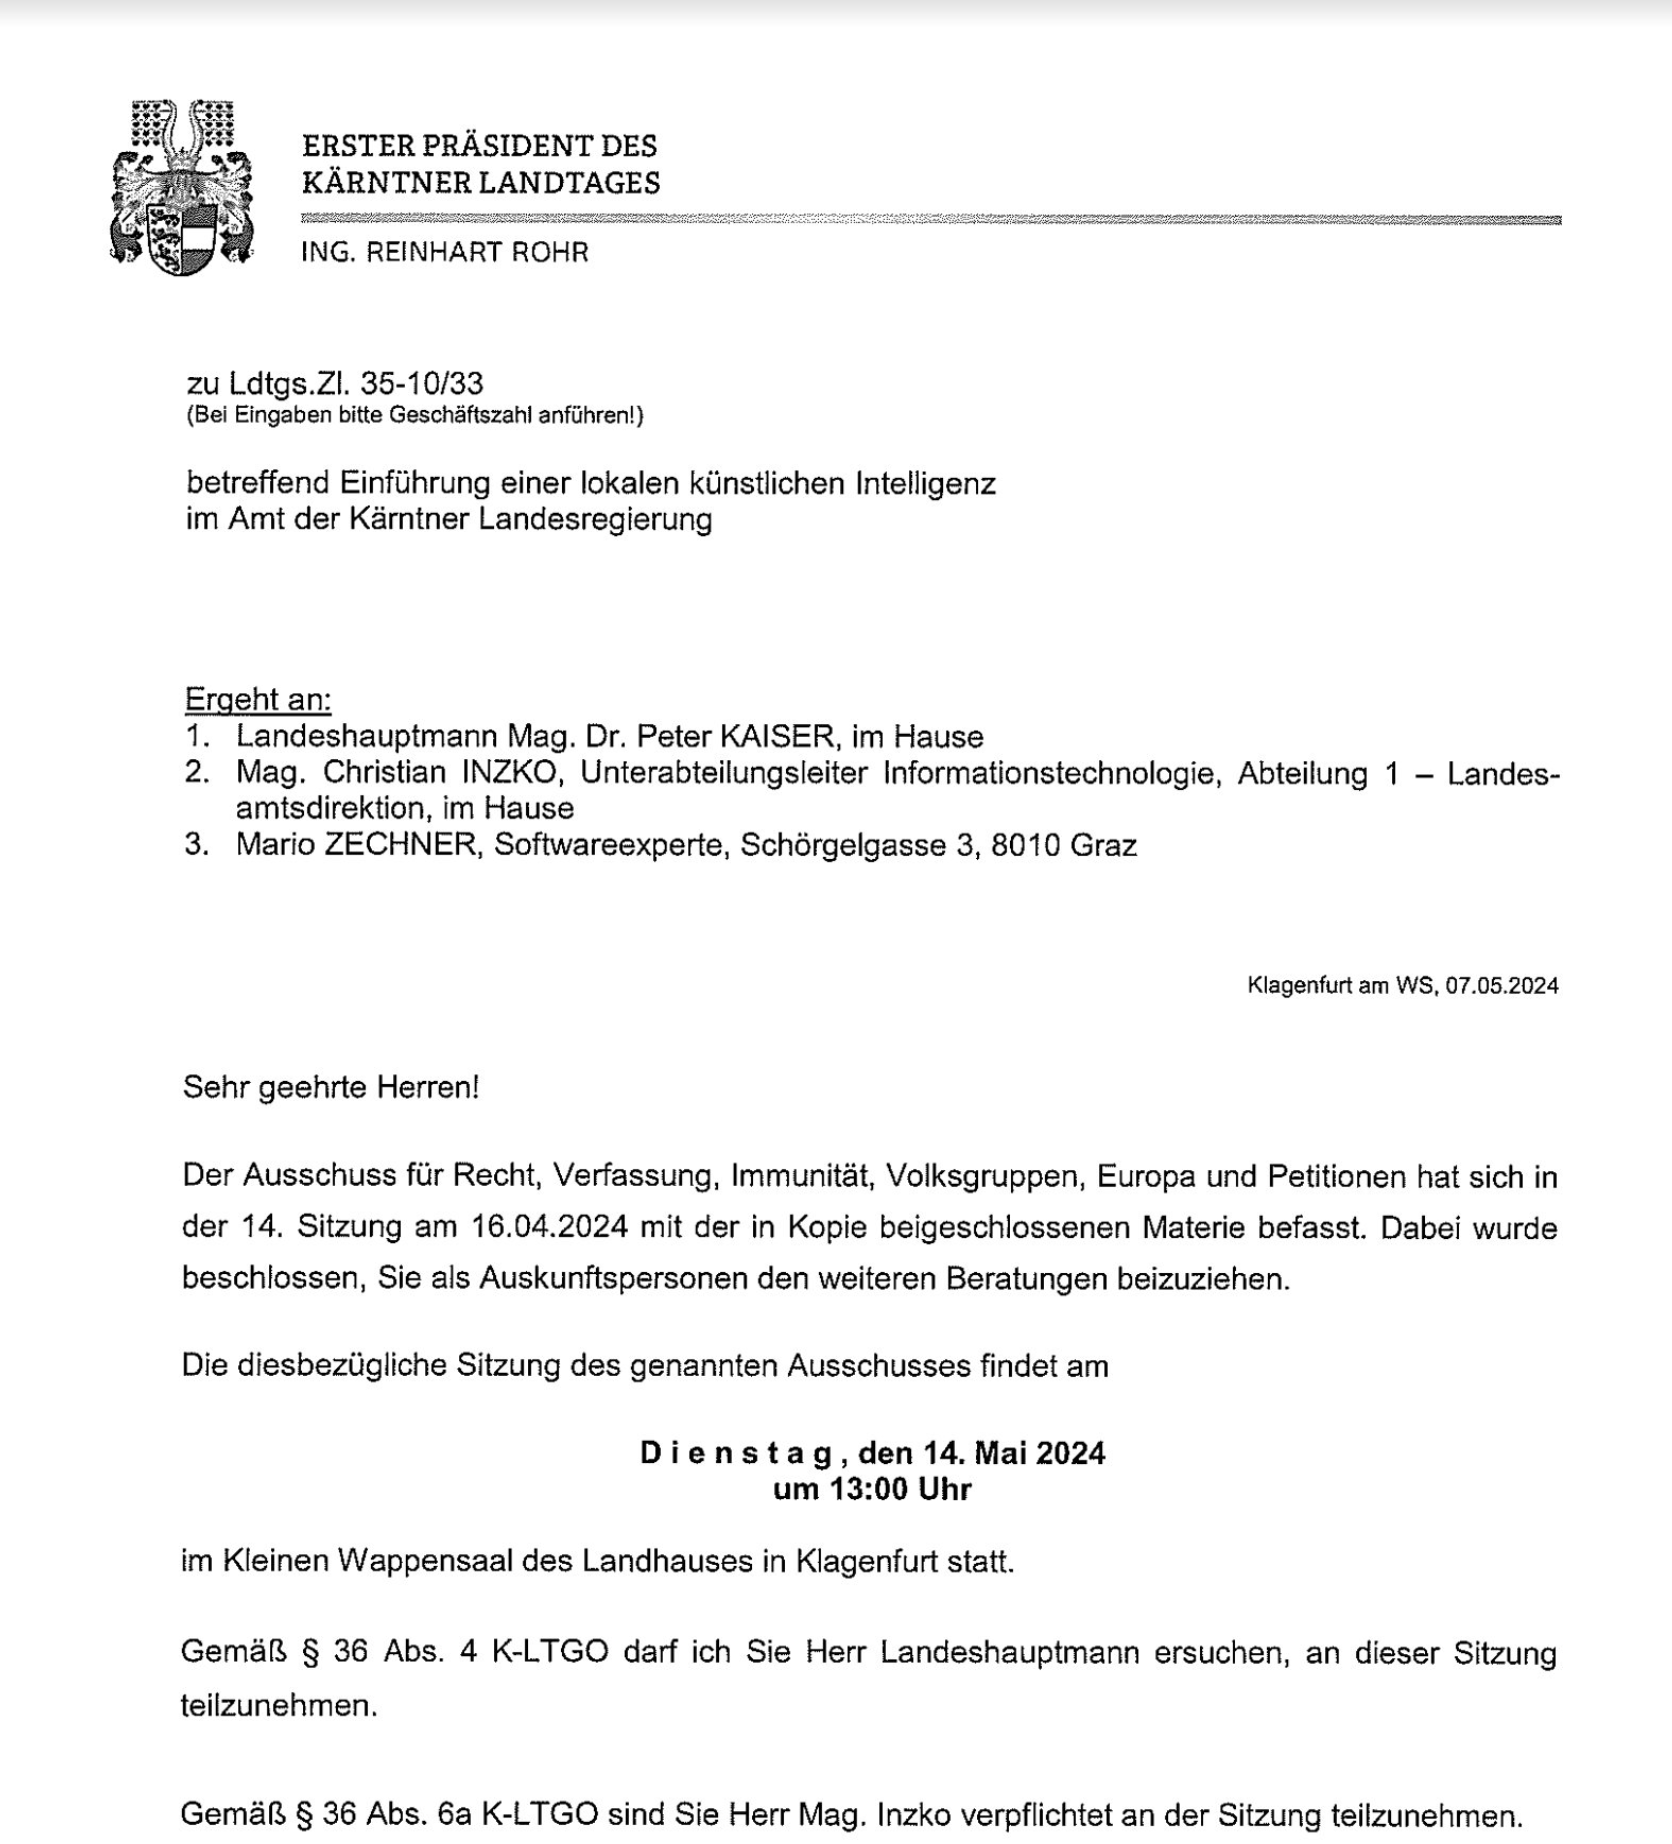 ERSTER PRÄSIDENT DES
KÄRNTNER LANDTAGES
ING. REINHART ROHR
zu Ldtgs.Zl. 35-10/33
(Bei Eingaben bitte Geschäftszahl anführen!)
betreffend Einführung einer lokalen künstlichen Intelligenz
im Amt der Kärntner Landesregierung
Ergeht an:
1. Landeshauptmann Mag. Dr. Peter KAISER, im Hause
2. Mag. Christian INZKO, Unterabteilungsleiter Informationstechnologie, Abteilung 1 – Landes-
amtsdirektion, im Hause
3. Mario ZECHNER, Softwareexperte, Schörgelgasse 3, 8010 Graz
Klagenfurt am WS, 07.05.2024
Sehr geehrte Herren!
Der Ausschuss für Recht, Verfassung, Immunität, Volksgruppen, Europa und Petitionen hat sich in
der 14. Sitzung am 16.04.2024 mit der in Kopie beigeschlossenen Materie befasst. Dabei wurde
beschlossen, Sie als Auskunftspersonen den weiteren Beratungen beizuziehen.
Die diesbezügliche Sitzung des genannten Ausschusses findet am
D i e n s t a g , den 14. Mai 2024
um 13:00 Uhr
im Kleinen Wappensaal des Landhauses in Klagenfurt statt.
Gemäß § 36 Abs. 4 K-LTGO darf ich Sie Herr Landeshauptmann ersuchen, an dieser Sitzung
teilzunehmen.
Gemäß § 36 Abs. 6a K-LTGO sind Sie Herr Mag. Inzko verpflichtet an der Sitzung teilzunehmen.